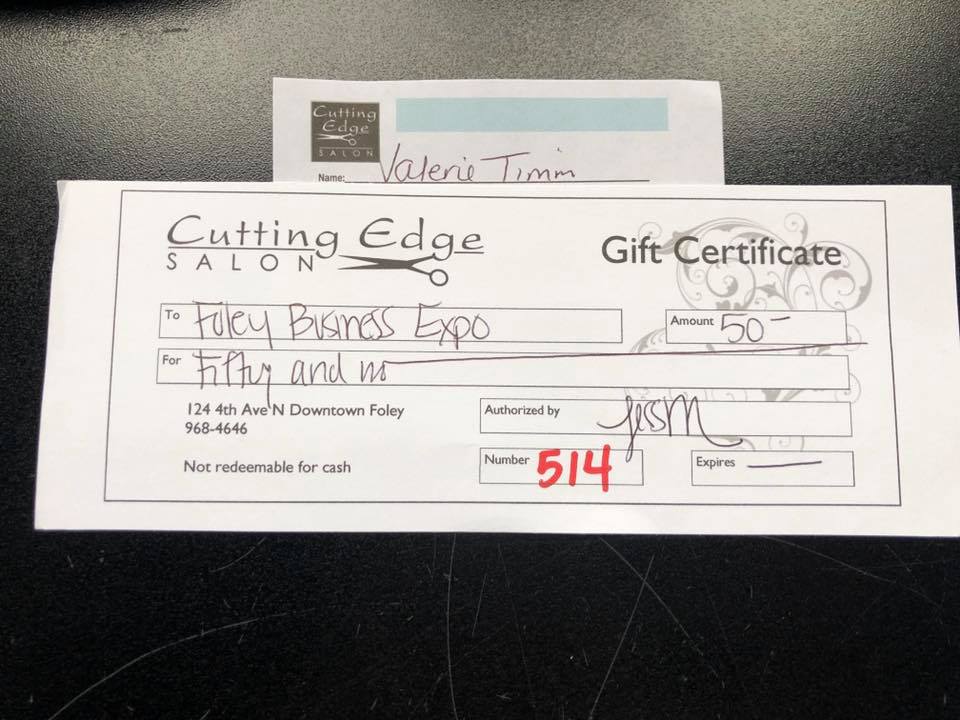 Cutting
Edge
SALON
Name: Valerie Timm
Cutting Edge
SALON
Gift Certificate
To Foley Business Expo
Amount 50 —
For Fifty and no
124 4th Ave N Downtown Foley
968-4646
Authorized by JessM
Not redeemable for cash
Number 514
Expires —